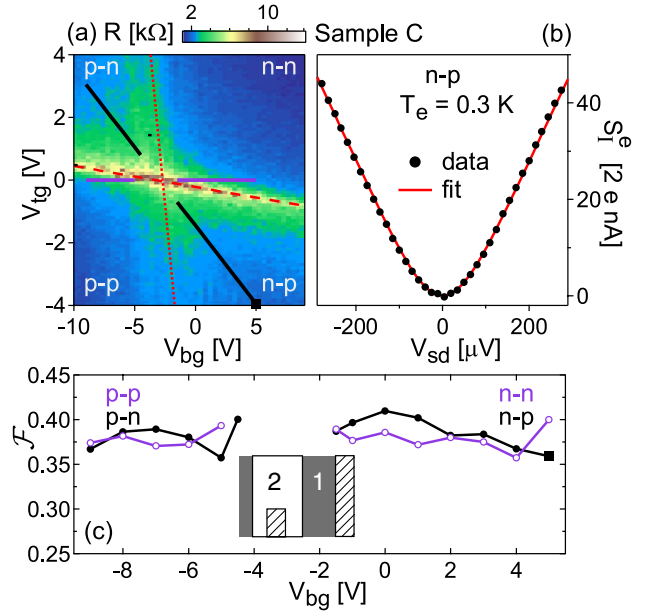 (a) R [kΩ] 2 10 Sample C (b)
4
2
0
-2
-4
V_tg [V]
p-n
n-n
p-p
n-p
-10
-5
0
5
V_bg [V]
n-p
T_e = 0.3 K
data
fit
40
20
0
S_I^e [2 e nA]
-200
0
200
V_sd [μV]
0.45
0.40
0.35
0.30
0.25
ℱ
p-p
p-n
n-n
n-p
2
1
(c)
-8
-6
-4
-2
0
2
4
V_bg [V]